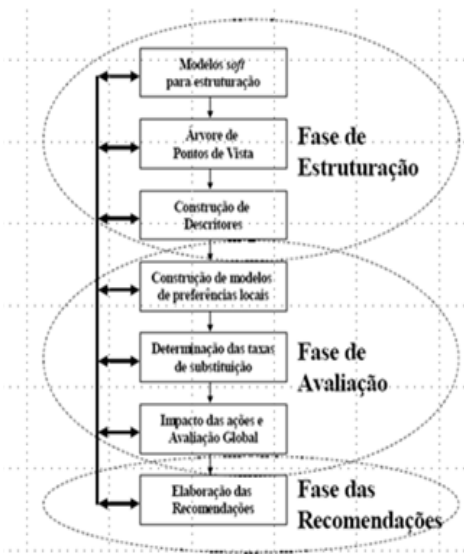 Modelos soft
para estruturação
Árvore de
Pontos de Vista
Fase de
Estruturação
Construção de
Descritores
Construção de modelos
de preferências locais
Determinação das taxas
de substituição
Fase de
Avaliação
Impacto das ações e
Avaliação Global
Elaboração das
Recomendações
Fase das
Recomendações